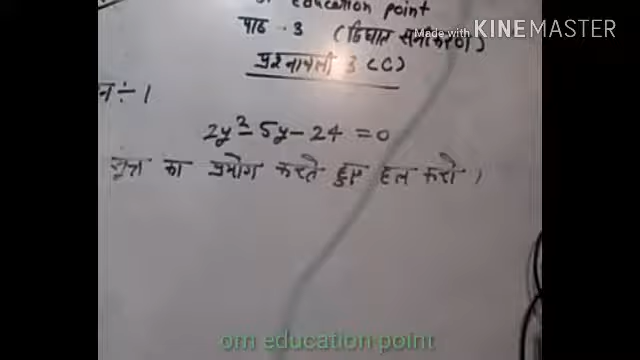 education point
Made with KINEMASTER
पाठ - 3 (द्विघात समीकरण)
प्रश्नावली 3 (C)
न ÷ 1
2y² - 5y - 24 = 0
सूत्र का प्रयोग करते हुए हल करो ।
om education point